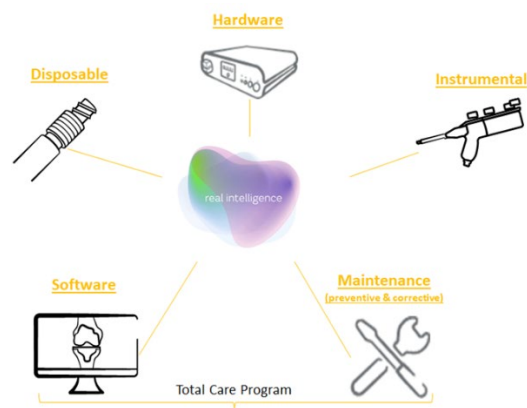 Hardware
Disposable
Instrumental
real intelligence
Software
Maintenance
(preventive & corrective)
Total Care Program